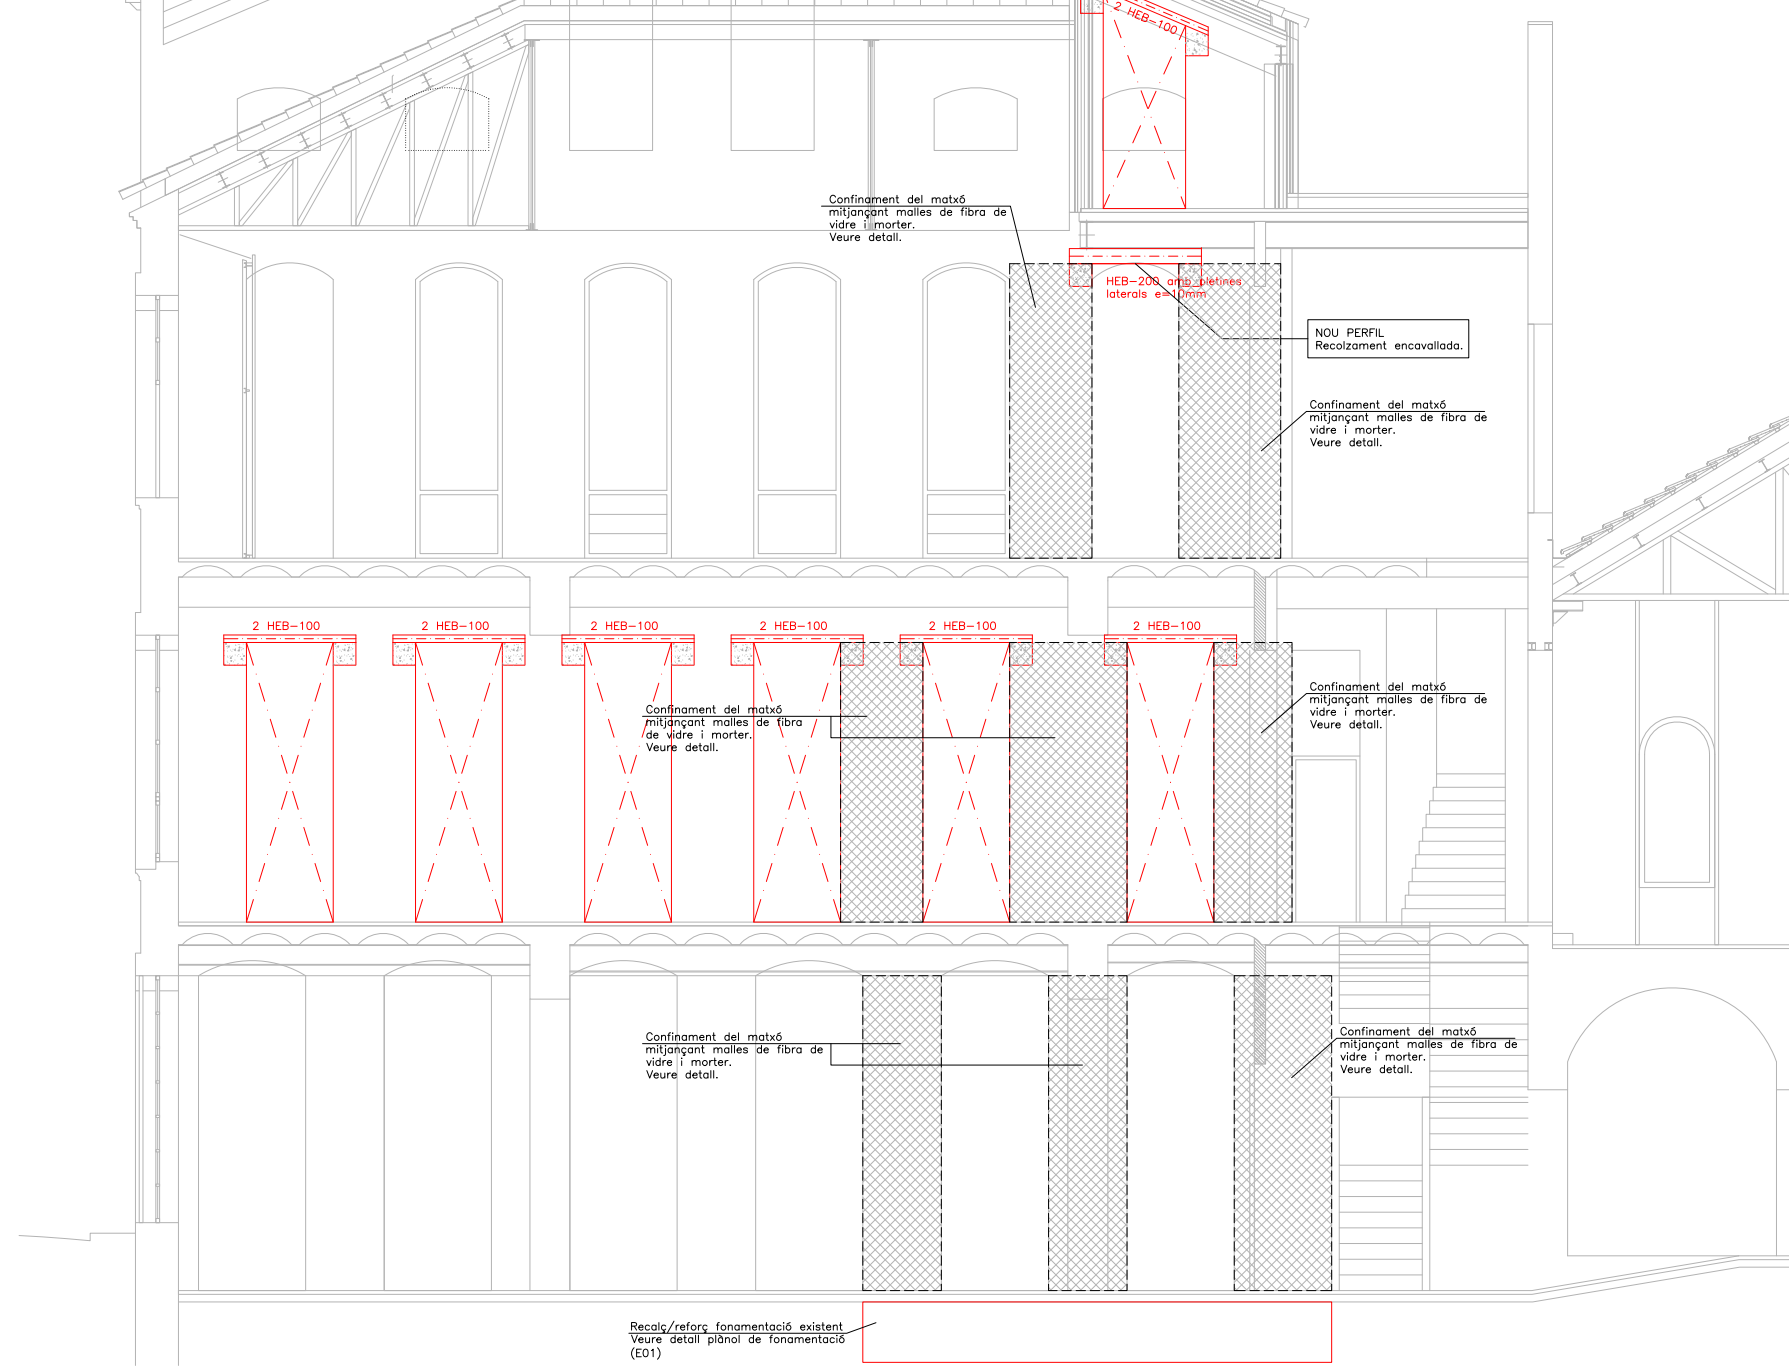 2 HEB-100
Confinament del matxó
mitjançant malles de fibra de
vidre i morter.
Veure detall.
HEB-200 amb pletines
laterals e=10mm
NOU PERFIL
Recolzament encavallada.
Confinament del matxó
mitjançant malles de fibra de
vidre i morter.
Veure detall.
2 HEB-100
2 HEB-100
2 HEB-100
2 HEB-100
2 HEB-100
2 HEB-100
Confinament del matxó
mitjançant malles de fibra
de vidre i morter.
Veure detall.
Confinament del matxó
mitjançant malles de fibra de
vidre i morter.
Veure detall.
Confinament del matxó
mitjançant malles de fibra de
vidre i morter.
Veure detall.
Confinament del matxó
mitjançant malles de fibra de
vidre i morter.
Veure detall.
Recalç/reforç fonamentació existent
Veure detall plànol de fonamentació
(E01)